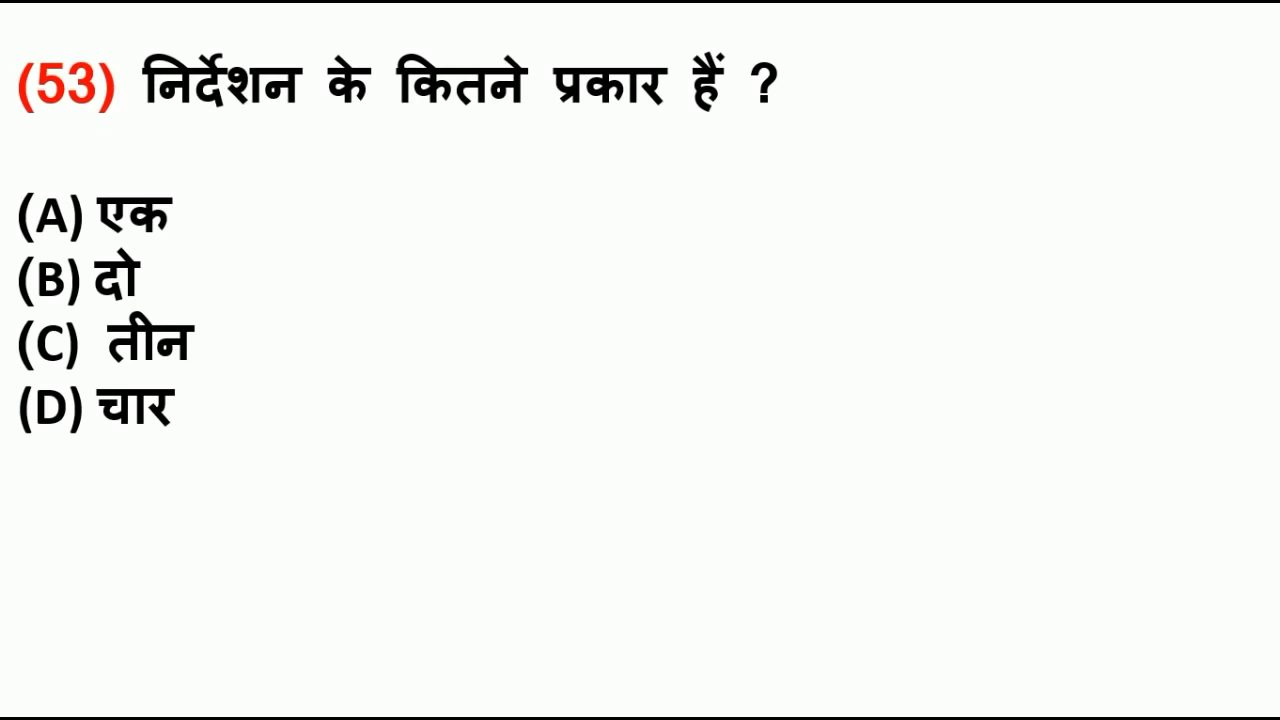 (53) निर्देशन के कितने प्रकार हैं ?
(A) एक
(B) दो
(C) तीन
(D) चार